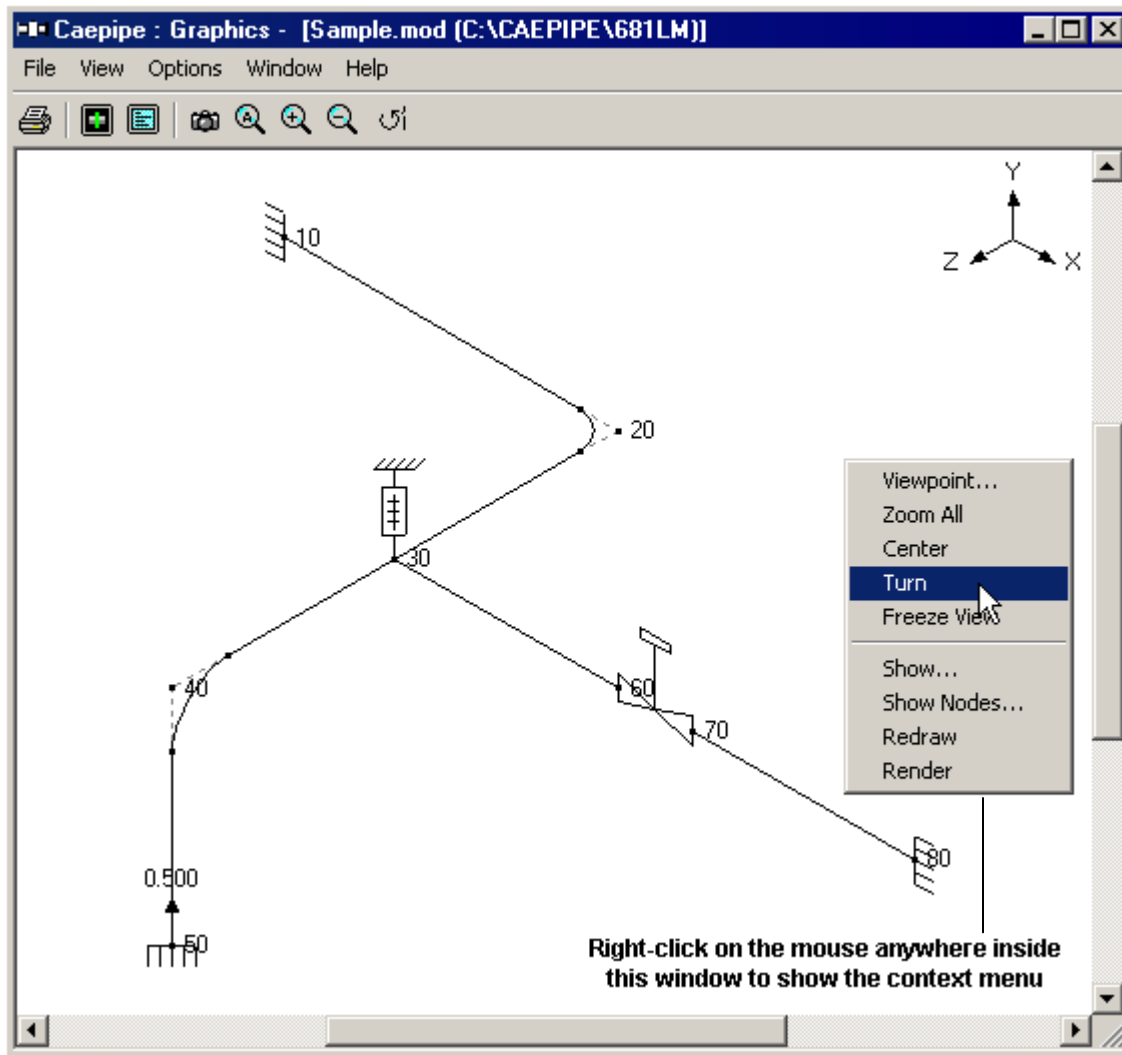 Caepipe : Graphics - [Sample.mod (C:\CAEPIPE\681LM)]
File View Options Window Help
Y
Z X
10
20
30
Viewpoint...
Zoom All
Center
Turn
Freeze View
Show...
Show Nodes...
Redraw
Render
40
60
70
80
0.500
50
Right-click on the mouse anywhere inside
this window to show the context menu